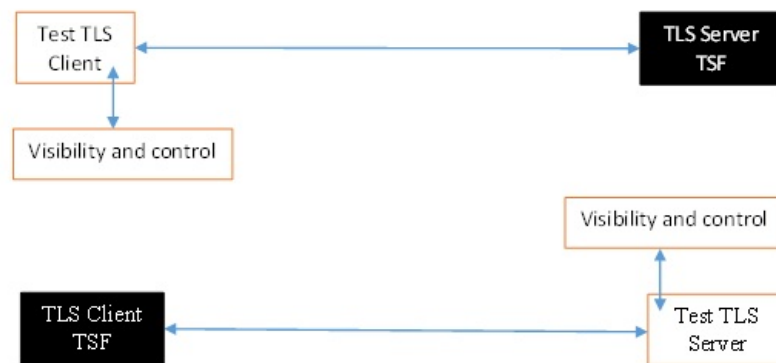 Test TLS
Client
TLS Server
TSF
Visibility and control
Visibility and control
TLS Client
TSF
Test TLS
Server